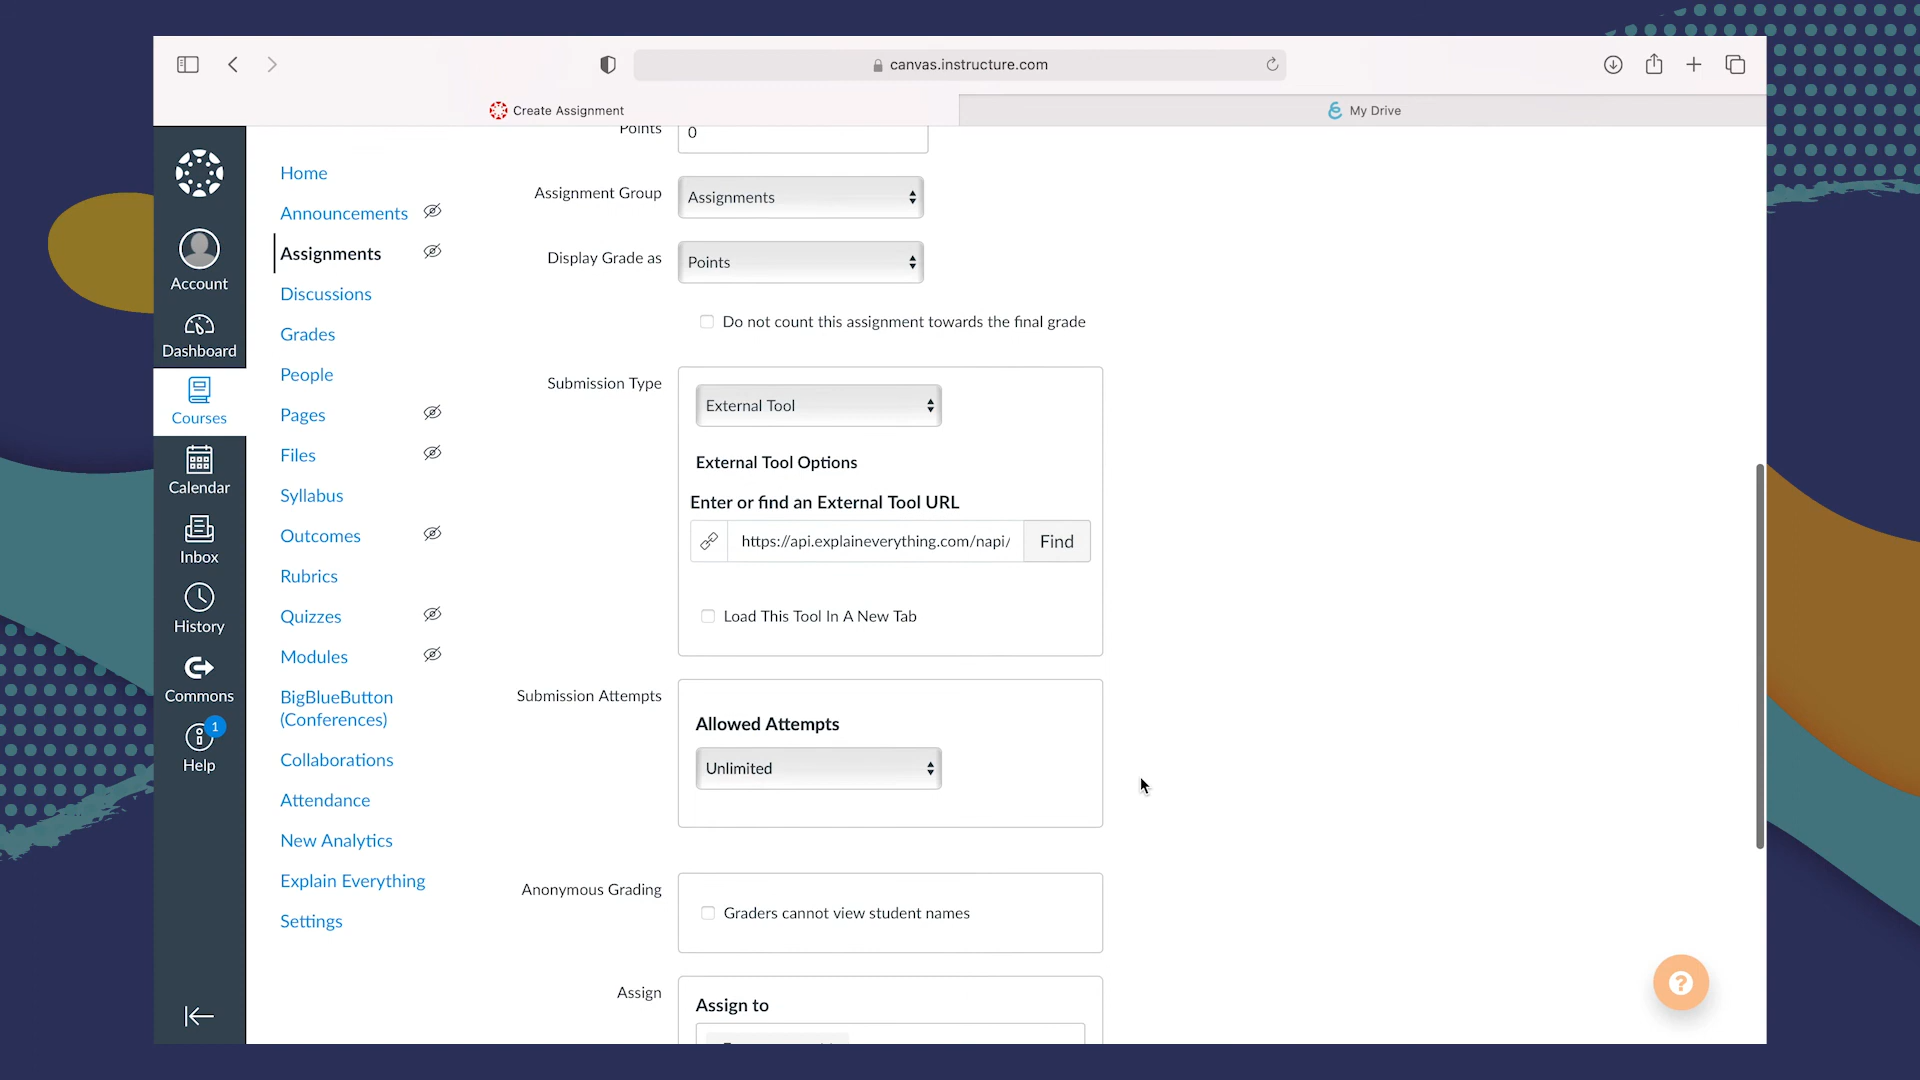 canvas.instructure.com
Create Assignment
My Drive
Points
0
Account
Dashboard
Courses
Calendar
Inbox
History
Commons
1
Help
Home
Announcements
Assignments
Discussions
Grades
People
Pages
Files
Syllabus
Outcomes
Rubrics
Quizzes
Modules
BigBlueButton
(Conferences)
Collaborations
Attendance
New Analytics
Explain Everything
Settings
Assignment Group
Assignments
Display Grade as
Points
Do not count this assignment towards the final grade
Submission Type
External Tool
External Tool Options
Enter or find an External Tool URL
https://api.explaineverything.com/napi/
Find
Load This Tool In A New Tab
Submission Attempts
Allowed Attempts
Unlimited
Anonymous Grading
Graders cannot view student names
Assign
Assign to
?